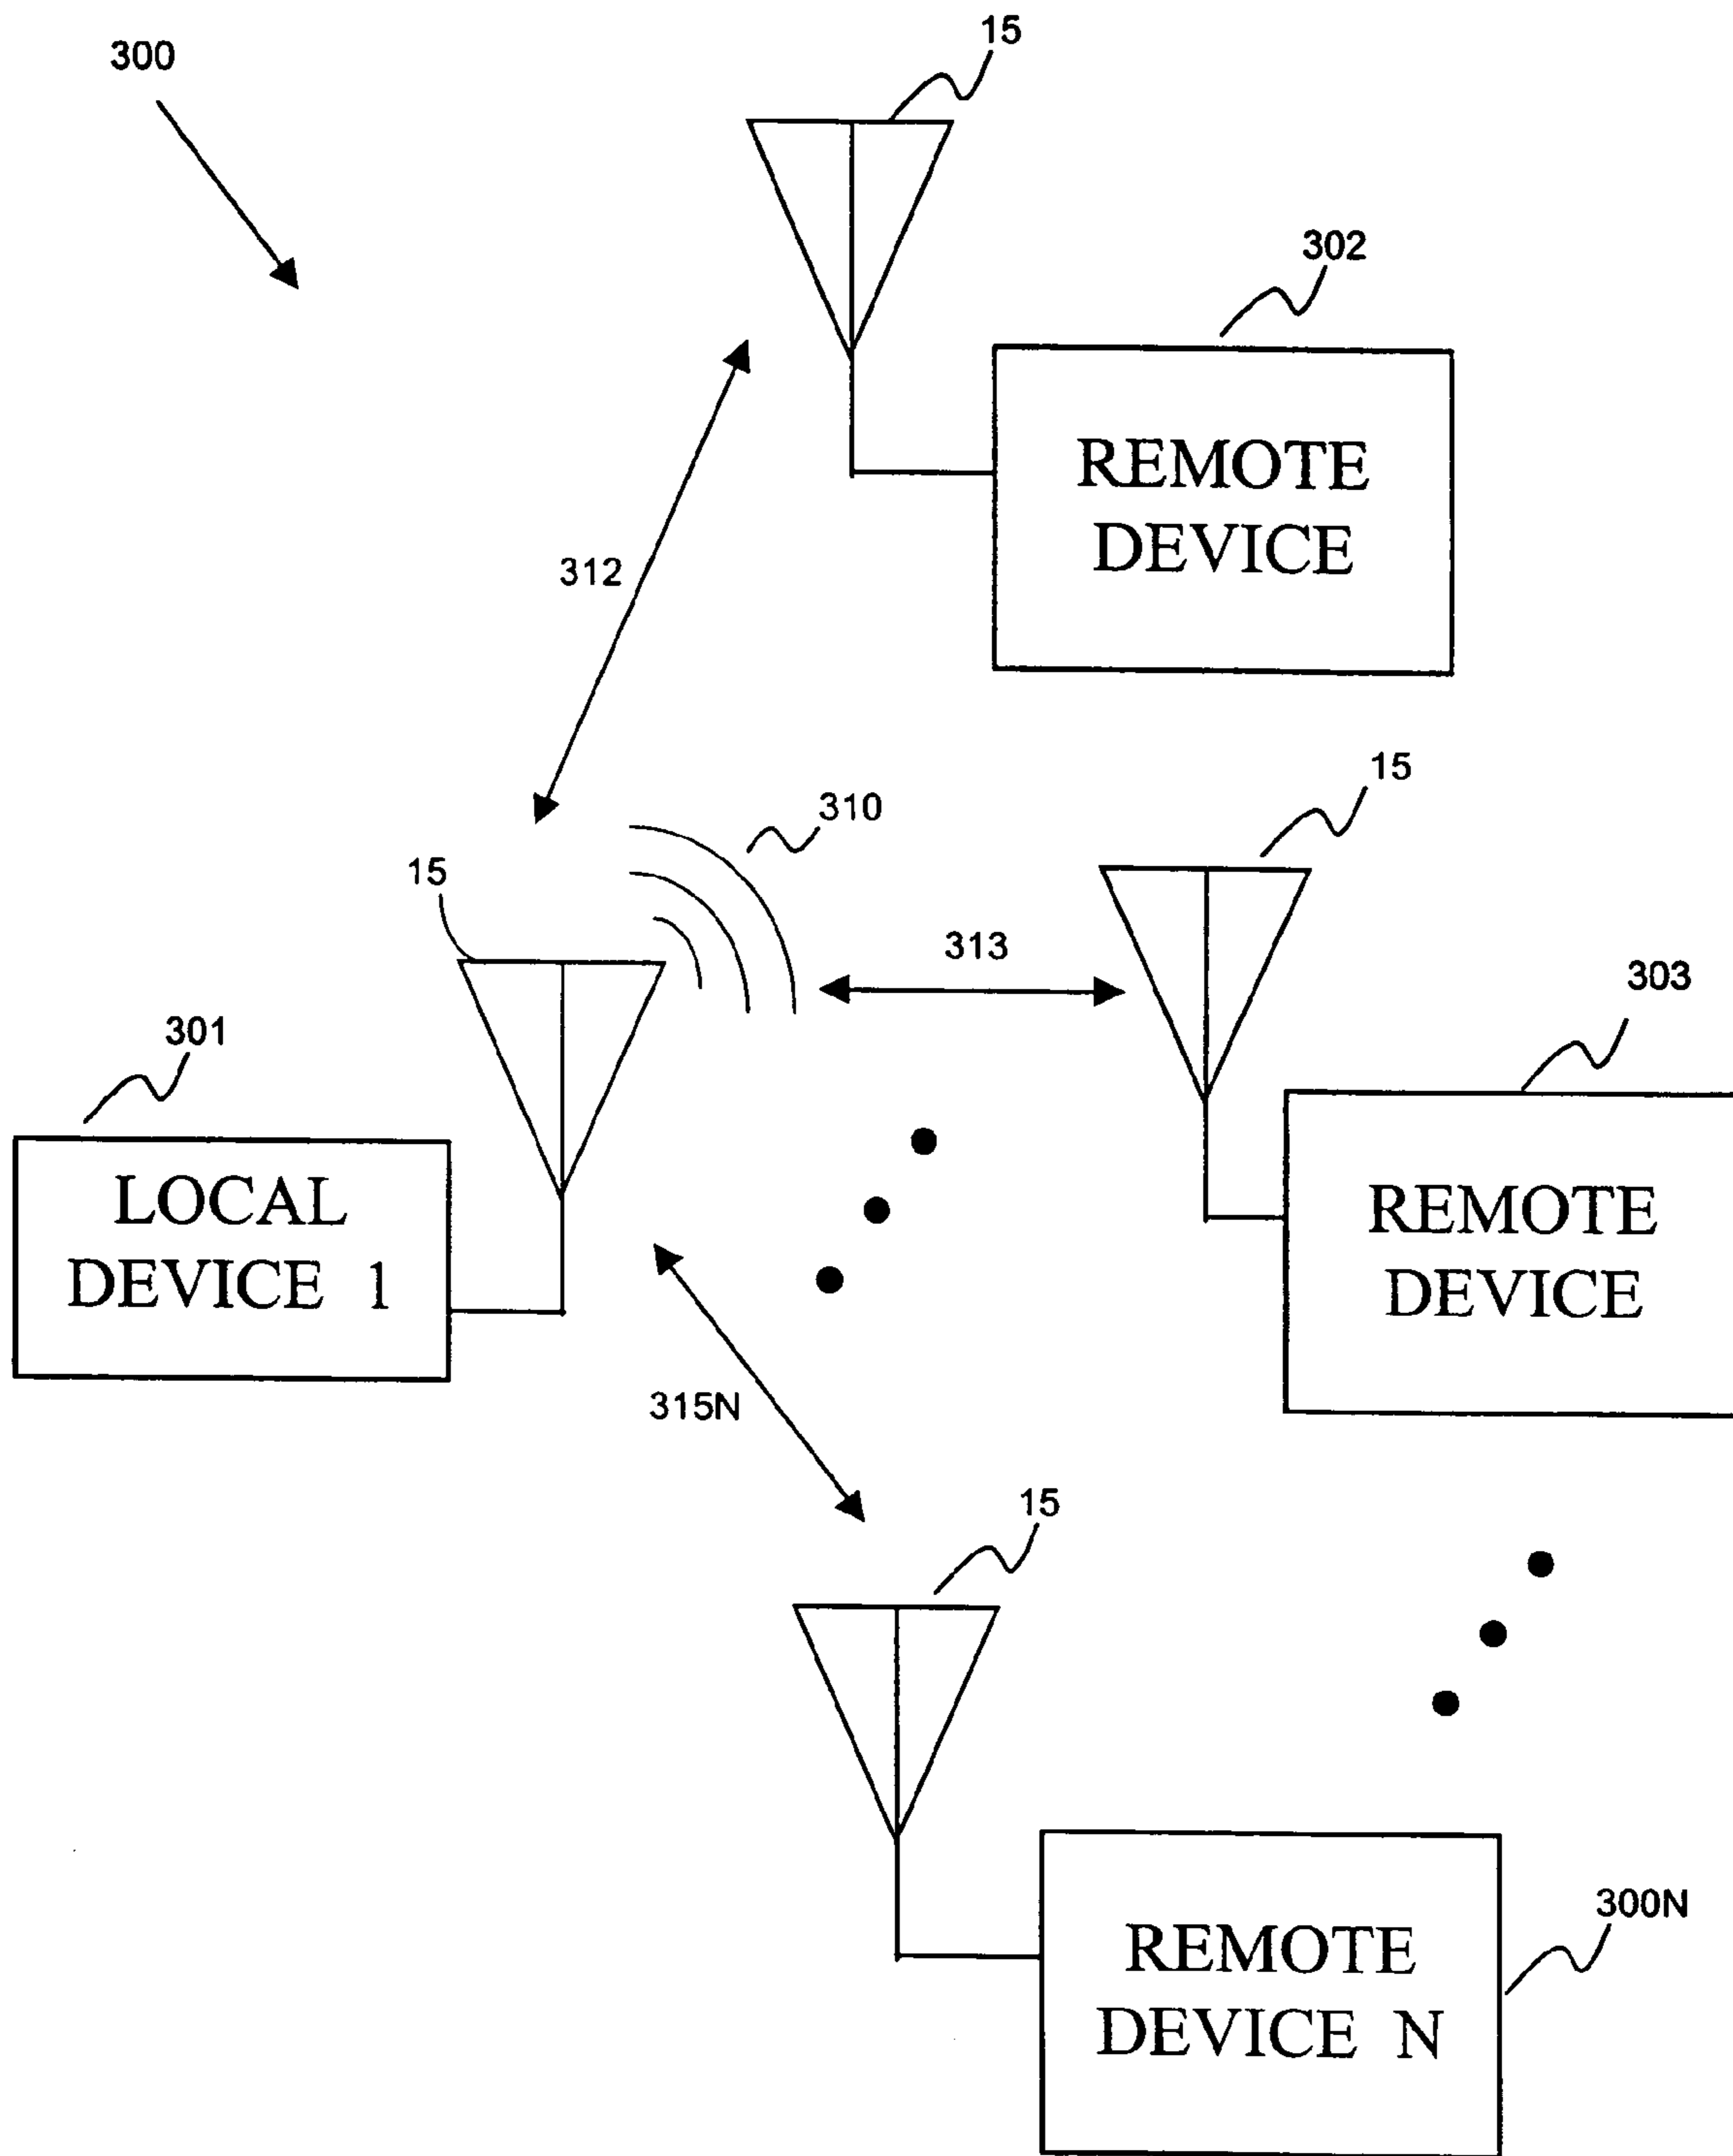 300
15
302
REMOTE
DEVICE
312
310
15
15
313
303
301
LOCAL
DEVICE 1
REMOTE
DEVICE
315N
15
300N
REMOTE
DEVICE N